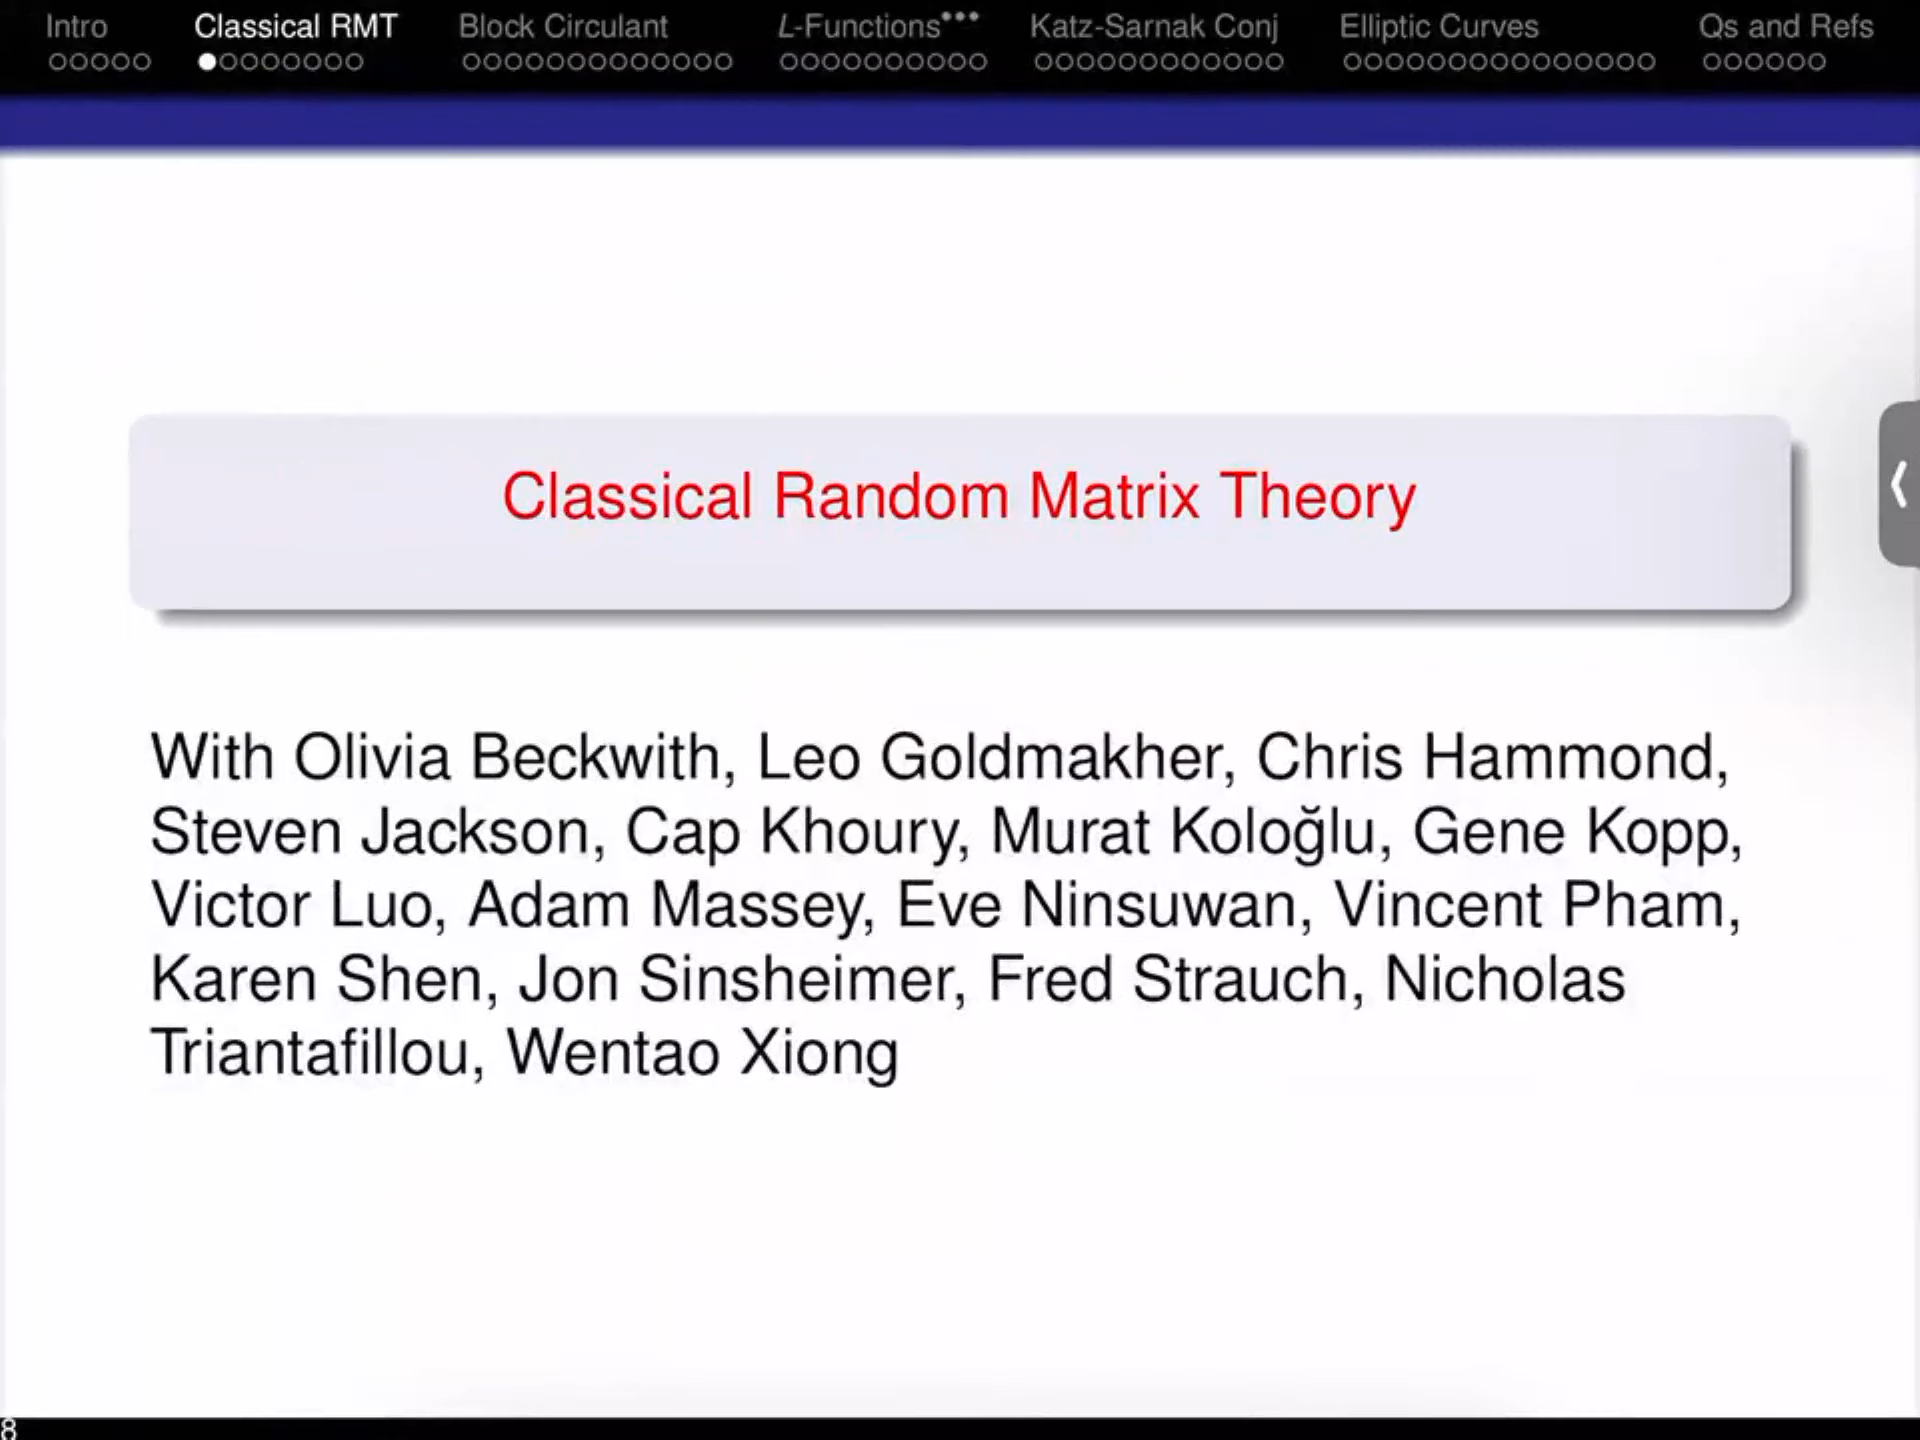 Intro Classical RMT Block Circulant L-Functions Katz-Sarnak Conj Elliptic Curves Qs and Refs
Classical Random Matrix Theory
With Olivia Beckwith, Leo Goldmakher, Chris Hammond,
Steven Jackson, Cap Khoury, Murat Koloğlu, Gene Kopp,
Victor Luo, Adam Massey, Eve Ninsuwan, Vincent Pham,
Karen Shen, Jon Sinsheimer, Fred Strauch, Nicholas
Triantafillou, Wentao Xiong
8